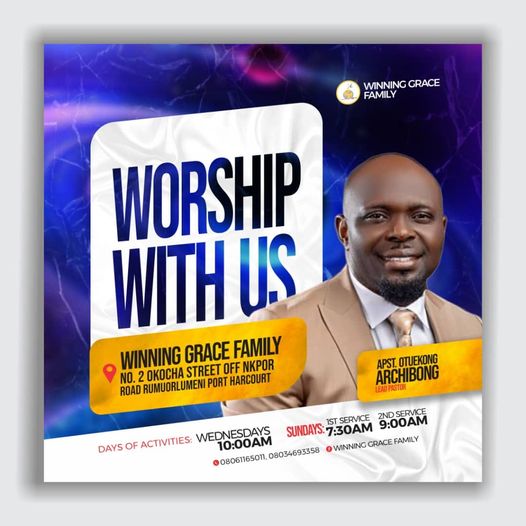 WINNING GRACE
FAMILY
WORSHIP
WITH US
WINNING GRACE FAMILY
NO. 2 OKOCHA STREET OFF NKPOR
ROAD RUMUORLUMENI PORT HARCOURT
APST. OTUEKONG
ARCHIBONG
LEAD PASTOR
DAYS OF ACTIVITIES: WEDNESDAYS
10:00AM
SUNDAYS: 1ST SERVICE
7:30AM
2ND SERVICE
9:00AM
08061165011, 08034693358
WINNING GRACE FAMILY